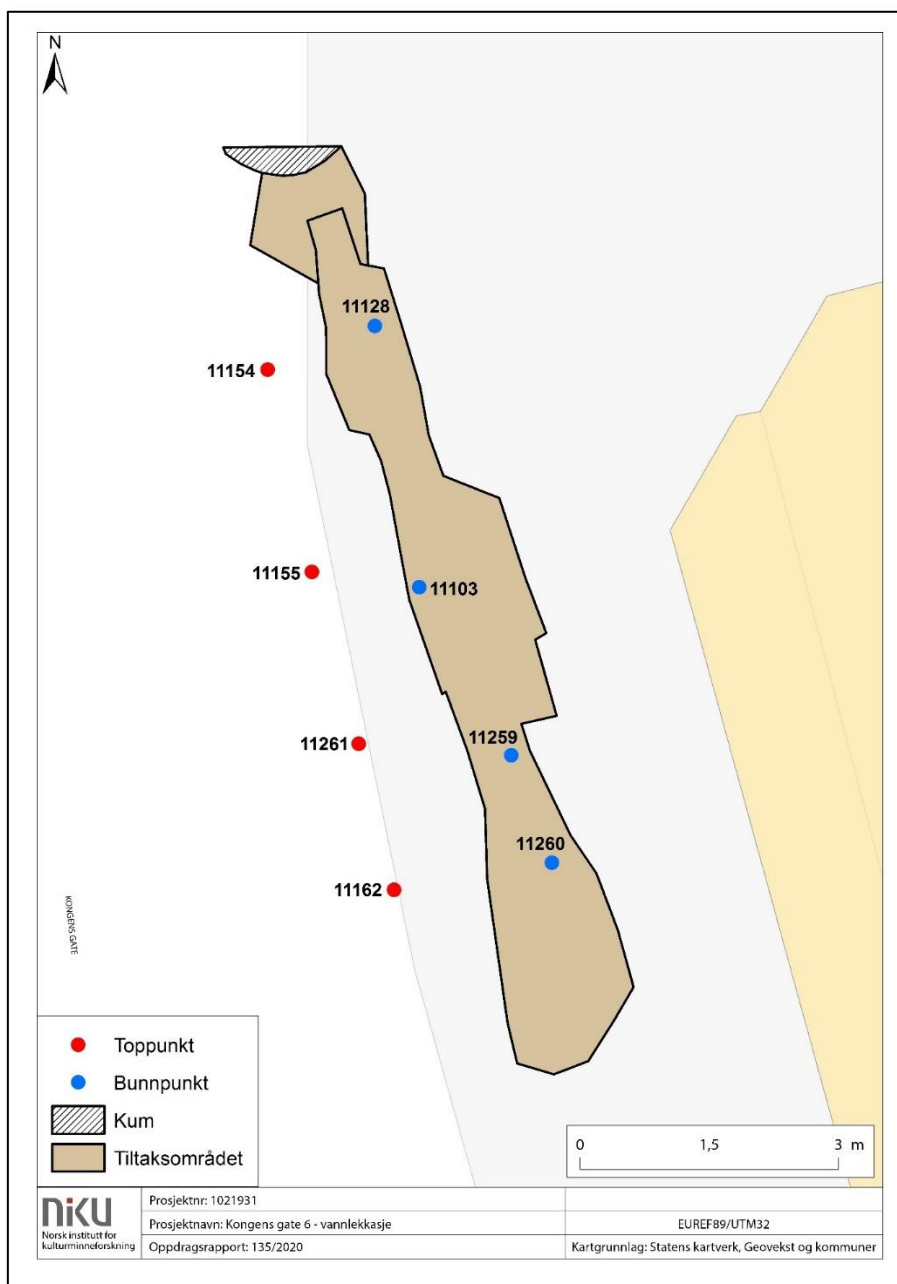 N
11128
11154
11155
11103
11261
11259
11260
11162
KONGENS GATE
Toppunkt
Bunnpunkt
Kum
Tiltaksområdet
0 1,5 3 m
niku
Norsk institutt for
kulturminneforskning
Prosjektnr: 1021931
Prosjektnavn: Kongens gate 6 - vannlekkasje
EUREF89/UTM32
Oppdragsrapport: 135/2020
Kartgrunnlag: Statens kartverk, Geovekst og kommuner